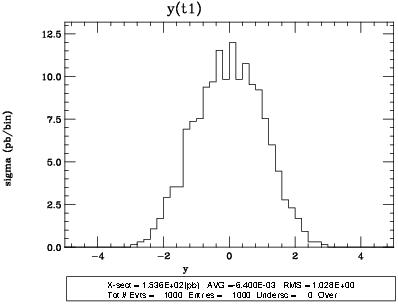 y(t1)
12.5
10.0
7.5
5.0
2.5
0.0
sigma (pb/bin)
-4 -2 0 2 4
y
X-sect = 1.536E+02(pb) AVG =-6.400E-03 RMS = 1.028E+00
Tot # Evts = 1000 Entries = 1000 Undersc = 0 Over